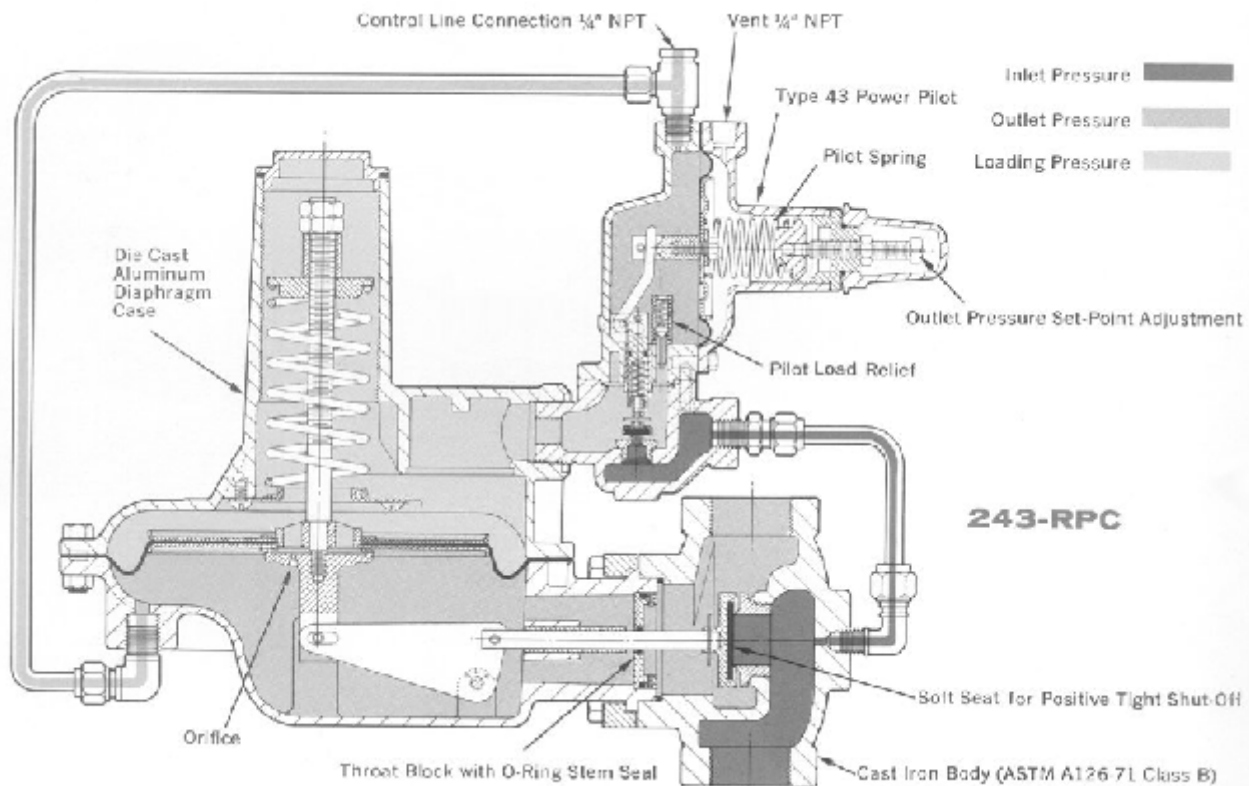 Control Line Connection ¼" NPT
Vent ¼" NPT
Inlet Pressure
Type 43 Power Pilot
Outlet Pressure
Pilot Spring
Loading Pressure
Die Cast
Aluminum
Diaphragm
Case
Outlet Pressure Set-Point Adjustment
Pilot Load Relief
243-RPC
Soft Seat for Positive Tight Shut-Off
Orifice
Throat Block with O-Ring Stem Seal
Cast Iron Body (ASTM A126-71 Class B)